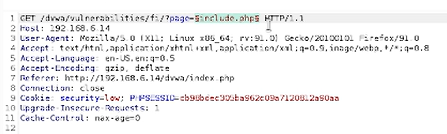 1 GET /dvwa/vulnerabilities/fi/?page=§include.php§ HTTP/1.1
2 Host: 192.168.6.14
3 User-Agent: Mozilla/5.0 (X11; Linux x86_64; rv:91.0) Gecko/20100101 Firefox/91.0
4 Accept: text/html,application/xhtml+xml,application/xml;q=0.9,image/webp,*/*;q=0.8
5 Accept-Language: en-US,en;q=0.5
6 Accept-Encoding: gzip, deflate
7 Referer: http://192.168.6.14/dvwa/index.php
8 Connection: close
9 Cookie: security=low; PHPSESSID=
10 Upgrade-Insecure-Requests: 1
11 Cache-Control: max-age=0
12